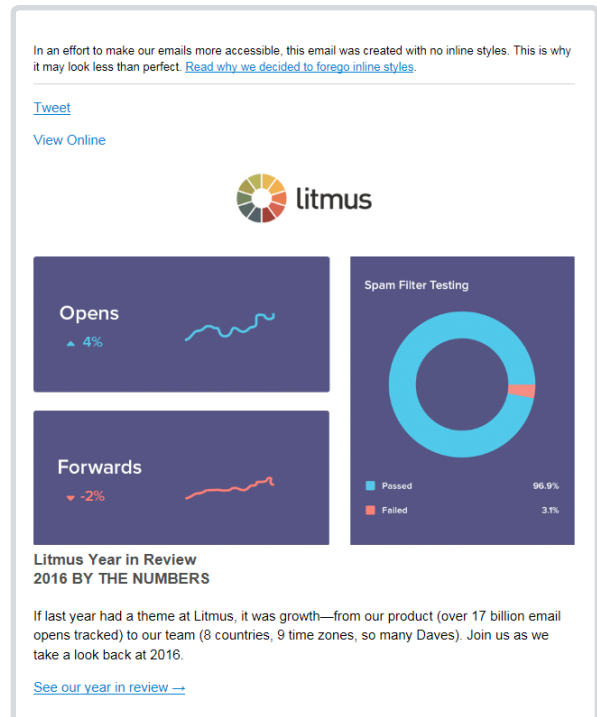 In an effort to make our emails more accessible, this email was created with no inline styles. This is why
it may look less than perfect. Read why we decided to forego inline styles.
Tweet
View Online
litmus
Opens
▲ 4%
Forwards
▼ -2%
Spam Filter Testing
Passed 96.9%
Failed 3.1%
Litmus Year in Review
2016 BY THE NUMBERS
If last year had a theme at Litmus, it was growth—from our product (over 17 billion email
opens tracked) to our team (8 countries, 9 time zones, so many Daves). Join us as we
take a look back at 2016.
See our year in review →